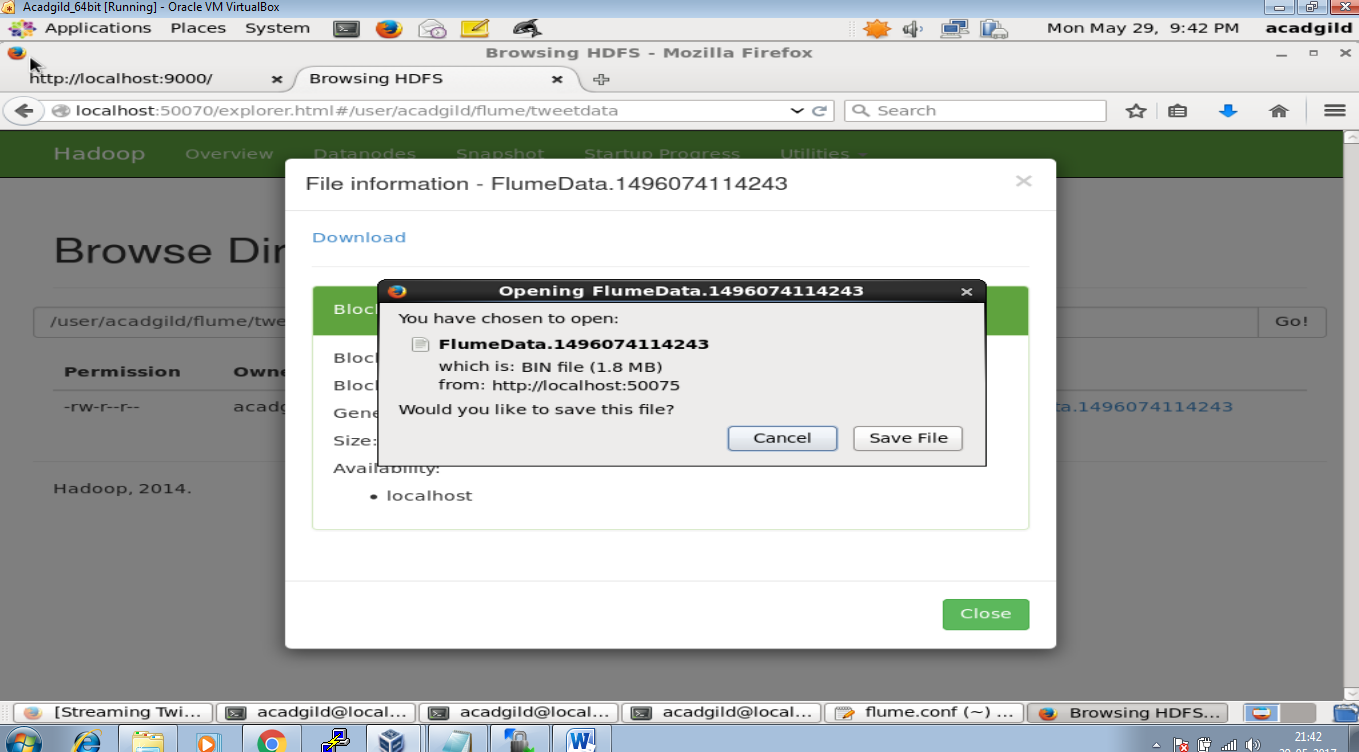 Acadgild_64bit [Running] - Oracle VM VirtualBox
Applications Places System Mon May 29, 9:42 PM acadgild
Browsing HDFS - Mozilla Firefox
http://localhost:9000/ Browsing HDFS
localhost:50070/explorer.html#/user/acadgild/flume/tweetdata Search
Hadoop Overview Datanodes Snapshot Startup Progress Utilities
File information - FlumeData.1496074114243
Download
Browse Dir
Opening FlumeData.1496074114243
Block
You have chosen to open:
/user/acadgild/flume/twe Go!
FlumeData.1496074114243
which is: BIN file (1.8 MB)
from: http://localhost:50075
Would you like to save this file?
Cancel Save File
Permission Owne
Block
Block
-rw-r--r-- acadg ta.1496074114243
Gene
Size:
Availability:
localhost
Hadoop, 2014.
Close
[Streaming Twi... acadgild@local... acadgild@local... acadgild@local... flume.conf (~) ... Browsing HDFS...
21:42